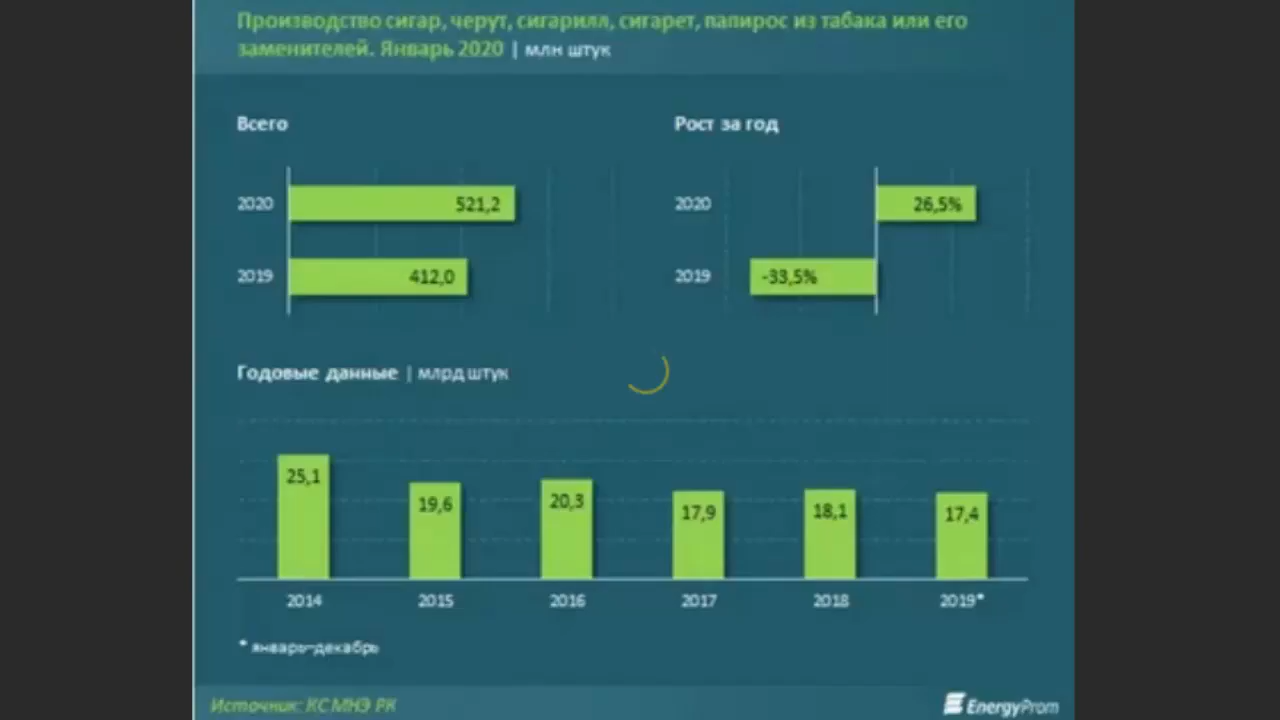 Производство сигар, черут, сигарилл, сигарет, папирос из табака или его
заменителей. Январь 2020 | млн штук
Всего
2020
521,2
2019
412,0
Рост за год
2020
26,5%
2019
-33,5%
Годовые данные | млрд штук
25,1
19,6
20,3
17,9
18,1
17,4
2014
2015
2016
2017
2018
2019*
* январь-декабрь
Источник: КС МНЭ РК
EnergyProm